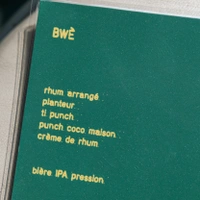 BWÈ
rhum arrangé
planteur
ti punch
punch coco maison
crème de rhum
bière IPA pression